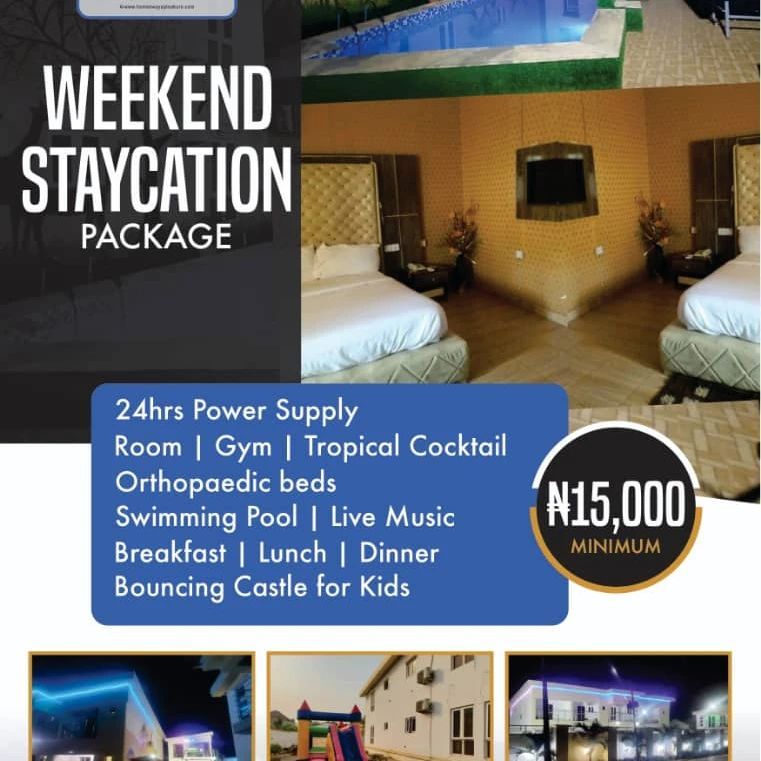 WEEKEND
STAYCATION
PACKAGE
24hrs Power Supply
Room | Gym | Tropical Cocktail
Orthopaedic beds
Swimming Pool | Live Music
Breakfast | Lunch | Dinner
Bouncing Castle for Kids
₦15,000
MINIMUM